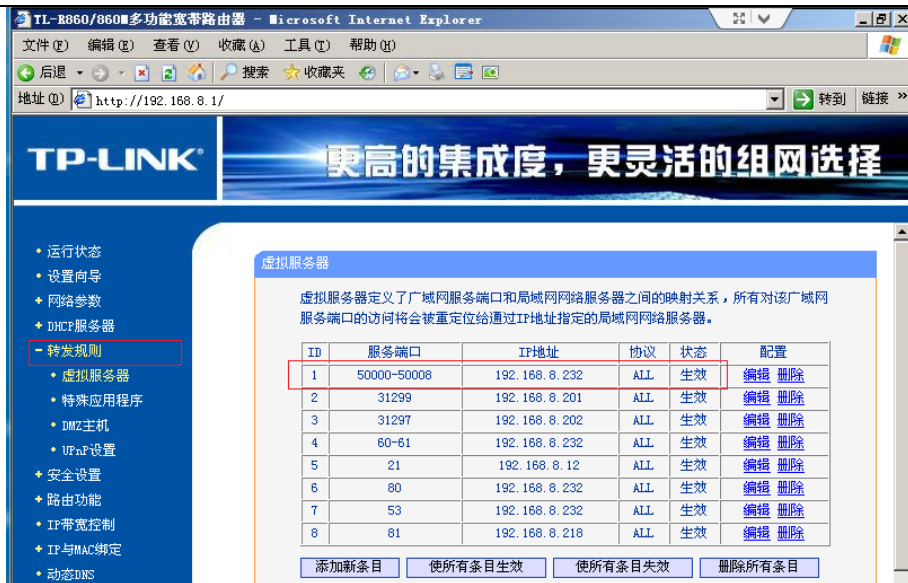 TL-R860/860■多功能宽带路由器 - ■icrosoft Internet Explorer
文件(F) 编辑(E) 查看(V) 收藏(A) 工具(T) 帮助(H)
后退 搜索 收藏夹
地址(D) http://192.168.8.1/ 转到 链接 »
TP-LINK® 更高的集成度，更灵活的组网选择
• 运行状态
• 设置向导
+ 网络参数
+ DHCP服务器
- 转发规则
• 虚拟服务器
• 特殊应用程序
• DMZ主机
• UPnP设置
+ 安全设置
+ 路由功能
• IP带宽控制
+ IP与MAC绑定
• 动态DNS
虚拟服务器
虚拟服务器定义了广域网服务端口和局域网网络服务器之间的映射关系，所有对该广域网
服务端口的访问将会被重定位给通过IP地址指定的局域网网络服务器。
ID 服务端口 IP地址 协议 状态 配置
1 50000-50008 192.168.8.232 ALL 生效 编辑 删除
2 31299 192.168.8.201 ALL 生效 编辑 删除
3 31297 192.168.8.202 ALL 生效 编辑 删除
4 60-61 192.168.8.232 ALL 生效 编辑 删除
5 21 192.168.8.12 ALL 生效 编辑 删除
6 80 192.168.8.232 ALL 生效 编辑 删除
7 53 192.168.8.232 ALL 生效 编辑 删除
8 81 192.168.8.218 ALL 生效 编辑 删除
添加新条目 使所有条目生效 使所有条目失效 删除所有条目